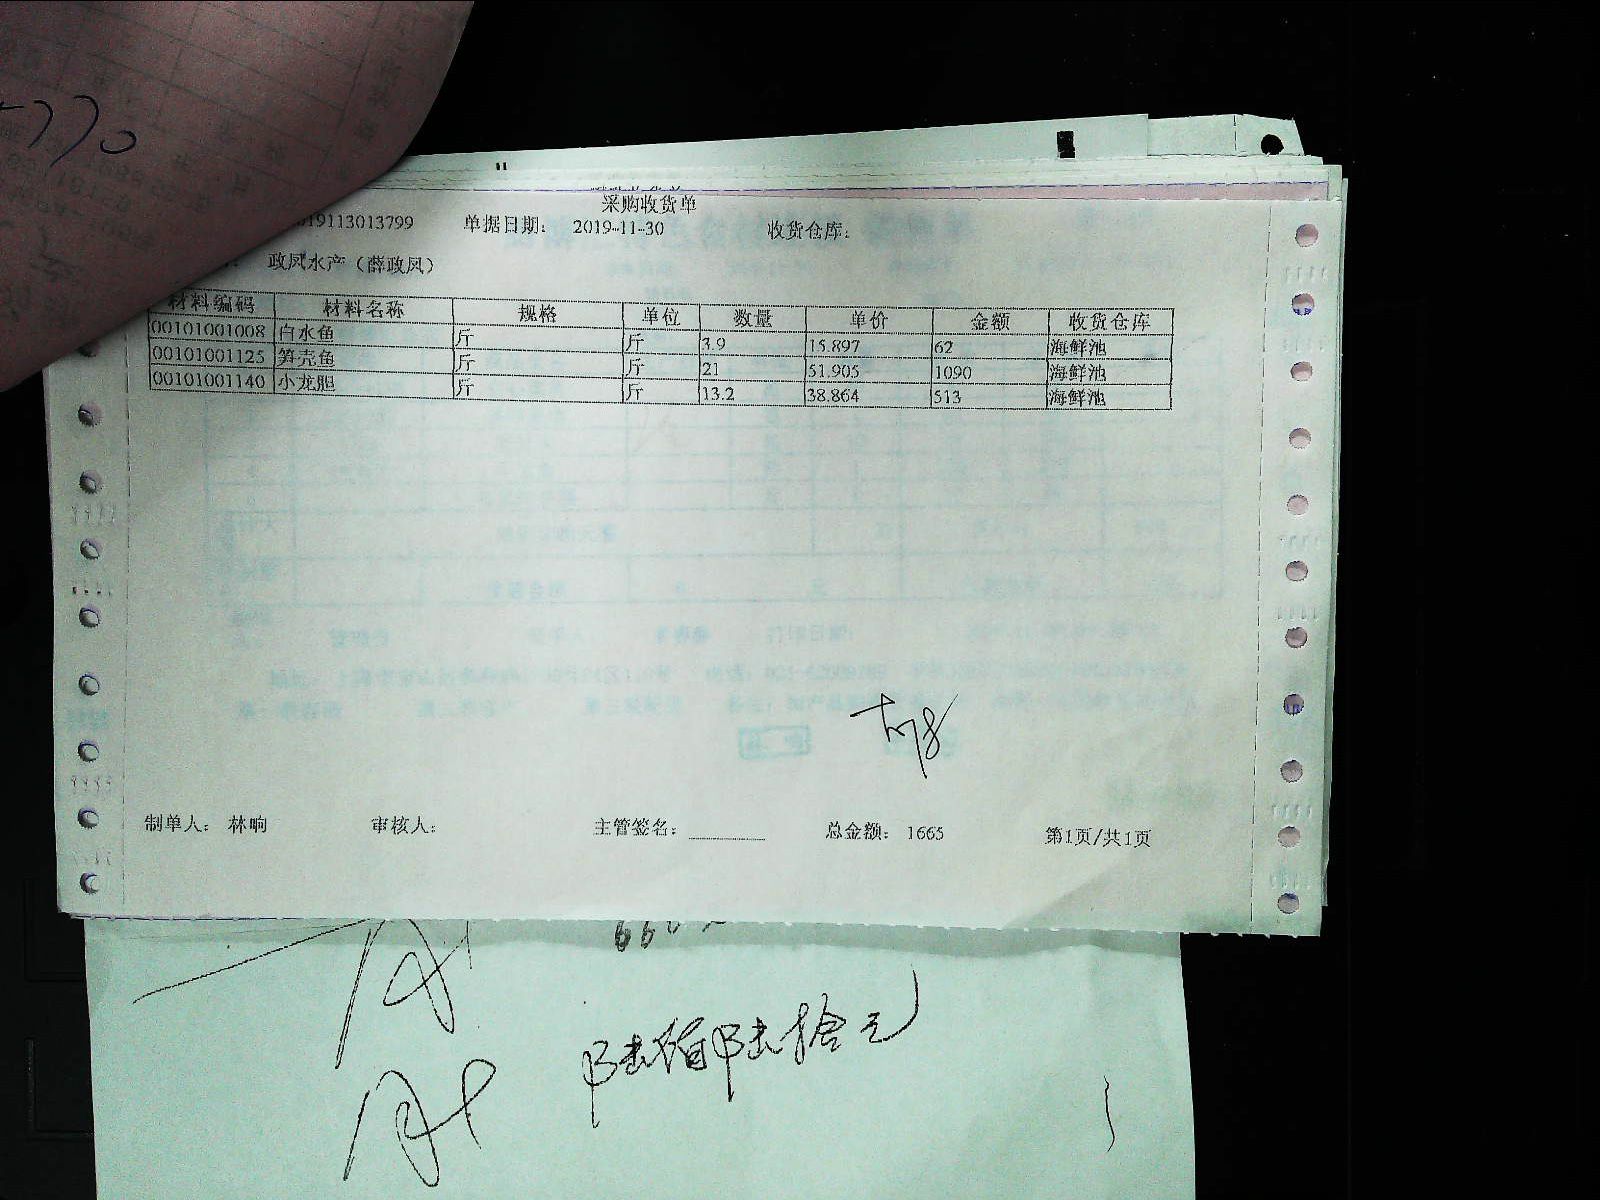 770
采购收货单
019113013799 单据日期: 2019-11-30 收货仓库:
政凤水产（薛政凤）
材料编码 材料名称 规格 单位 数量 单价 金额 收货仓库
00101001008 白水鱼 斤 斤 3.9 15.897 62 海鲜池
00101001125 笋壳鱼 斤 斤 21 51.905 1090 海鲜池
00101001140 小龙胆 斤 斤 13.2 38.864 513 海鲜池
制单人: 林响 审核人: 主管签名: 总金额: 1665 第1页/共1页
陆佰陆拾元